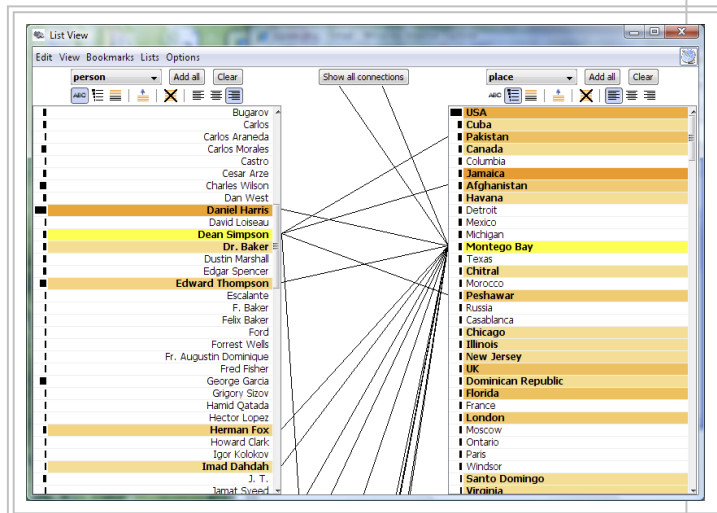 List View
Edit View Bookmarks Lists Options
person Add all Clear Show all connections place Add all Clear
ABC ABC
Bugarov
Carlos
Carlos Araneda
Carlos Morales
Castro
Cesar Arze
Charles Wilson
Dan West
Daniel Harris
David Loiseau
Dean Simpson
Dr. Baker
Dustin Marshall
Edgar Spencer
Edward Thompson
Escalante
F. Baker
Felix Baker
Ford
Forrest Wells
Fr. Augustin Dominique
Fred Fisher
George Garcia
Grigory Sizov
Hamid Qatada
Hector Lopez
Herman Fox
Howard Clark
Igor Kolokov
Imad Dahdah
J. T.
Jamat Syeed
USA
Cuba
Pakistan
Canada
Columbia
Jamaica
Afghanistan
Havana
Detroit
Mexico
Michigan
Montego Bay
Texas
Chitral
Morocco
Peshawar
Russia
Casablanca
Chicago
Illinois
New Jersey
UK
Dominican Republic
Florida
France
London
Moscow
Ontario
Paris
Windsor
Santo Domingo
Virginia